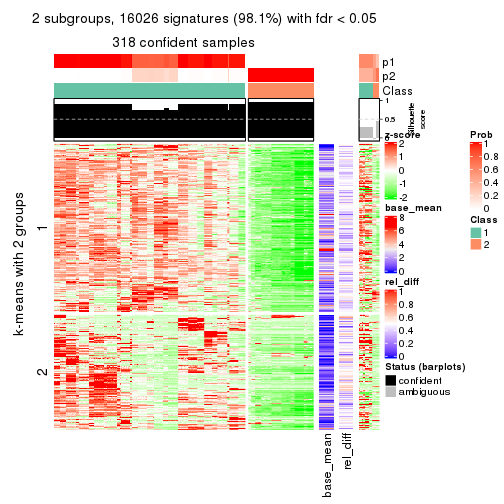 2 subgroups, 16026 signatures (98.1%) with fdr < 0.05
318 confident samples
p1
p2
Class
1
0.5
0
Silhouette
score
k-means with 2 groups
1
2
base_mean
rel_diff
z-score
2
1
0
-1
-2
base_mean
8
6
4
2
0
rel_diff
1
0.8
0.6
0.4
0.2
0
Status (barplots)
confident
ambiguous
Prob
1
0.8
0.6
0.4
0.2
0
Class
1
2